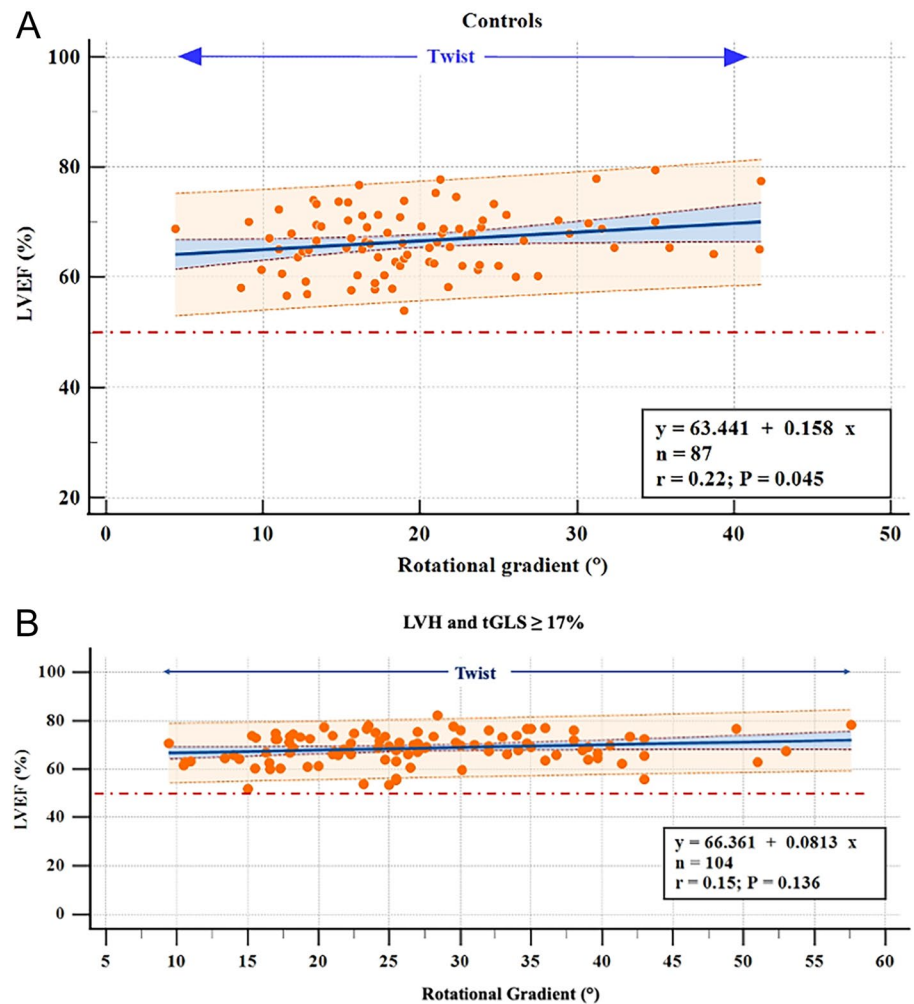 A
Controls
100
Twist
80
60
40
20
LVEF (%)
y = 63.441 + 0.158 x
n = 87
r = 0.22; P = 0.045
0 10 20 30 40 50
Rotational gradient (°)
B
LVH and tGLS ≥ 17%
100
Twist
80
60
40
20
0
LVEF (%)
y = 66.361 + 0.0813 x
n = 104
r = 0.15; P = 0.136
5 10 15 20 25 30 35 40 45 50 55 60
Rotational Gradient (°)